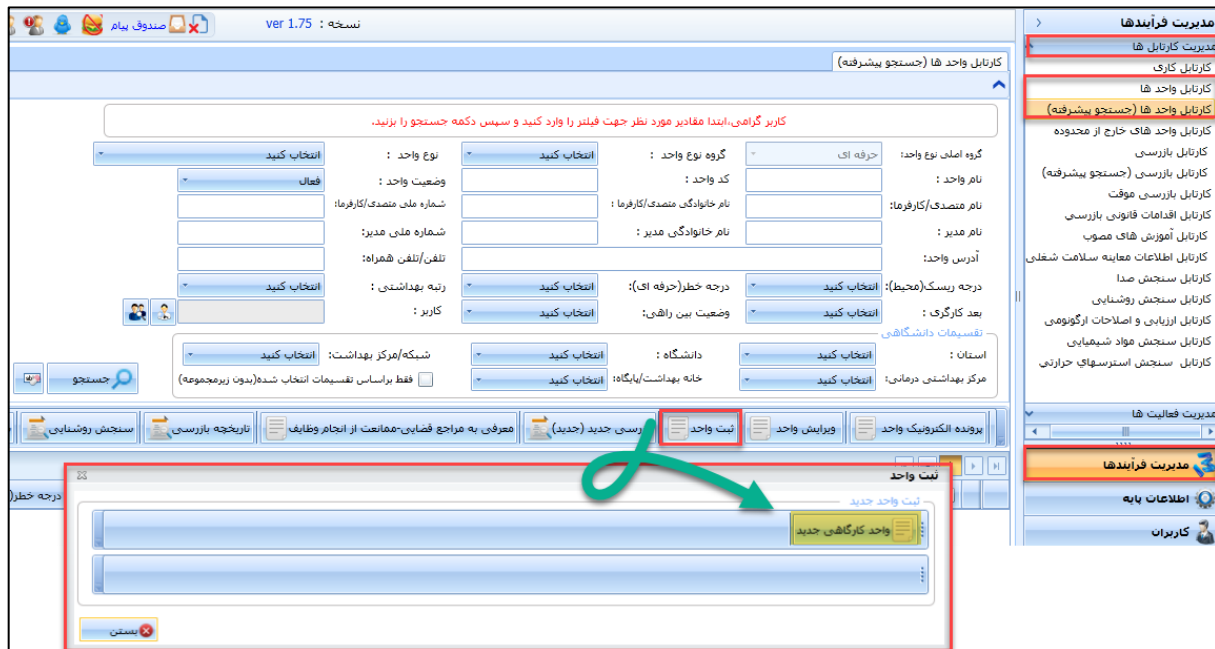 مدیریت فرآیندها
مدیریت کارتابل ها
کارتابل کاری
کارتابل واحد ها
کارتابل واحد ها (جستجو پیشرفته)
کارتابل واحد های خارج از محدوده
کارتابل بازرسی
کارتابل بازرسی (جستجو پیشرفته)
کارتابل بازرسی موقت
کارتابل اقدامات قانونی بازرسی
کارتابل آموزش های مصوب
کارتابل اطلاعات معاینه سلامت شغلی
کارتابل سنجش صدا
کارتابل سنجش روشنایی
کارتابل ارزیابی و اصلاحات ارگونومی
کارتابل سنجش مواد شیمیایی
کارتابل سنجش استرسهای حرارتی
مدیریت فعالیت ها
مدیریت فرآیندها
اطلاعات پایه
کاربران
نسخه : ver 1.75
صندوق پیام
کارتابل واحد ها (جستجو پیشرفته)
کاربر گرامی،ابتدا مقادیر مورد نظر جهت فیلتر را وارد کنید و سپس دکمه جستجو را بزنید.
گروه اصلی نوع واحد: حرفه ای گروه نوع واحد : انتخاب کنید نوع واحد : انتخاب کنید
نام واحد : کد واحد : وضعیت واحد : فعال
نام متصدی/کارفرما: نام خانوادگی متصدی/کارفرما : شماره ملی متصدی/کارفرما:
نام مدیر : نام خانوادگی مدیر : شماره ملی مدیر:
آدرس واحد: تلفن/تلفن همراه:
درجه ریسک(محیط): انتخاب کنید درجه خطر(حرفه ای): انتخاب کنید رتبه بهداشتی : انتخاب کنید
بعد کارگری : انتخاب کنید وضعیت بین راهی: انتخاب کنید کاربر :
تقسیمات دانشگاهی
استان : انتخاب کنید دانشگاه : انتخاب کنید شبکه/مرکز بهداشت: انتخاب کنید
مرکز بهداشتی درمانی: انتخاب کنید خانه بهداشت/پایگاه: انتخاب کنید فقط براساس تقسیمات انتخاب شده(بدون زیرمجموعه) جستجو
پرونده الکترونیک واحد ویرایش واحد ثبت واحد رسی جدید (جدید) معرفی به مراجع قضایی-ممانعت از انجام وظایف تاریخچه بازرسی سنجش روشنایی
درجه خطر(
ثبت واحد
ثبت واحد جدید
واحد کارگاهی جدید
بستن